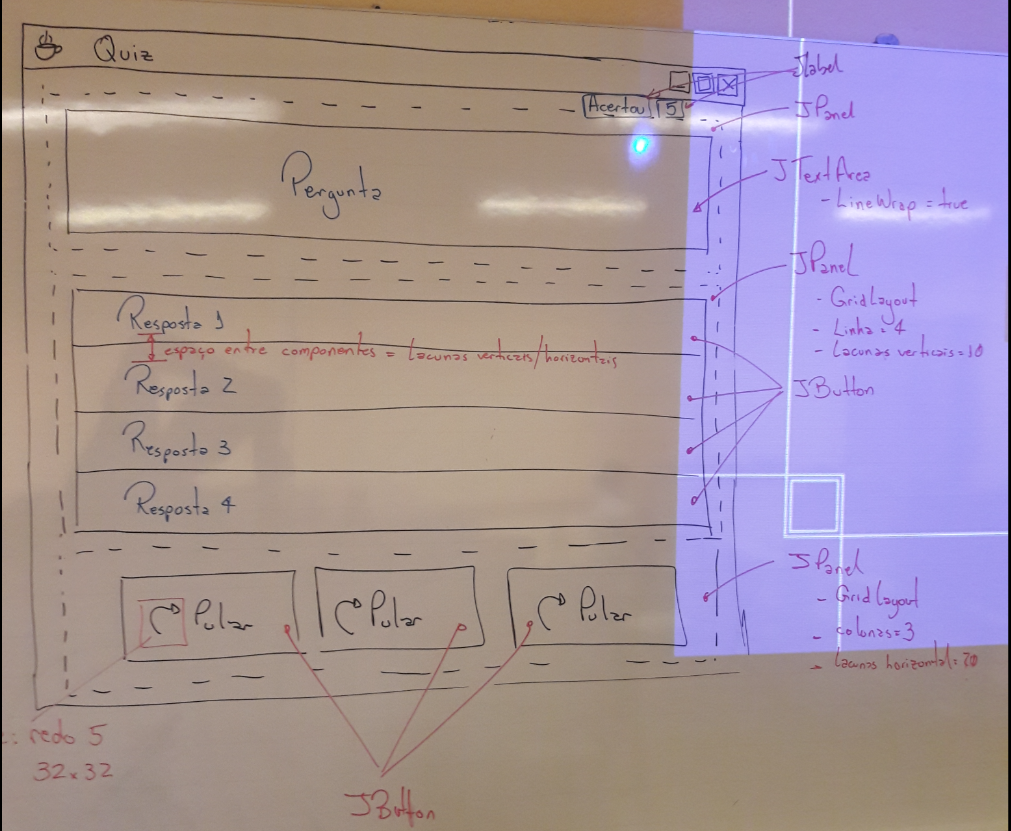 Quiz
Jlabel
Acertou 5
JPanel
JTextArea
- LineWrap = true
Pergunta
JPanel
- GridLayout
- Linha = 4
- Lacunas verticais = 10
Resposta 1
espaço entre componentes = Lacunas verticais/horizontais
Resposta 2
JButton
Resposta 3
Resposta 4
JPanel
- GridLayout
- colunas = 3
- Lacunas horizontal = 20
Pular
Pular
Pular
redo 5
32x32
JButton